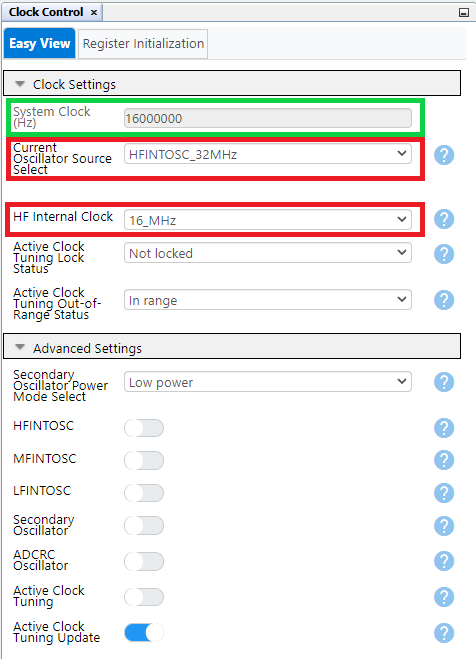 Clock Control ×
Easy View
Register Initialization
Clock Settings
System Clock
(Hz)
16000000
Current
Oscillator Source
Select
HFINTOSC_32MHz
?
HF Internal Clock
16_MHz
?
Active Clock
Tuning Lock
Status
Not locked
?
Active Clock
Tuning Out-of-
Range Status
In range
?
Advanced Settings
Secondary
Oscillator Power
Mode Select
Low power
?
HFINTOSC
?
MFINTOSC
?
LFINTOSC
?
Secondary
Oscillator
?
ADCRC
Oscillator
?
Active Clock
Tuning
?
Active Clock
Tuning Update
?